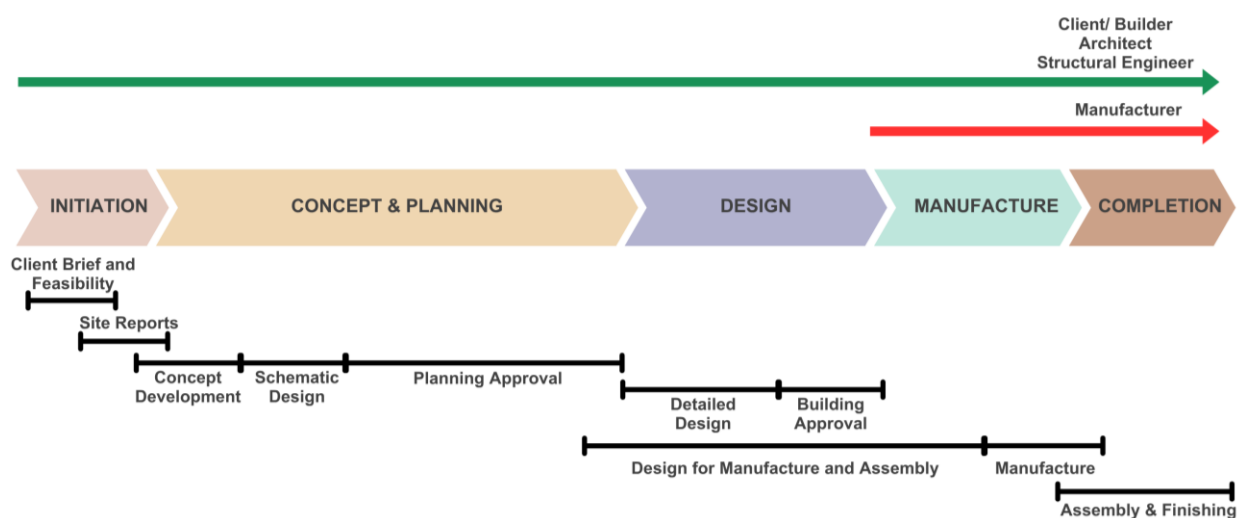 Client/ Builder
Architect
Structural Engineer
Manufacturer
INITIATION
CONCEPT & PLANNING
DESIGN
MANUFACTURE
COMPLETION
Client Brief and
Feasibility
Site Reports
Concept
Development
Schematic
Design
Planning Approval
Detailed
Design
Building
Approval
Design for Manufacture and Assembly
Manufacture
Assembly & Finishing